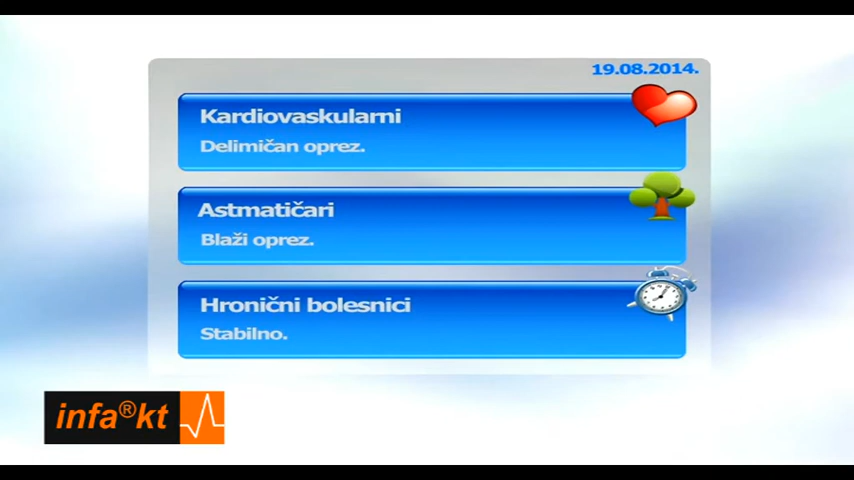 19.08.2014.
Kardiovaskularni
Delimičan oprez.
Astmatičari
Blaži oprez.
Hronični bolesnici
Stabilno.
infa®kt